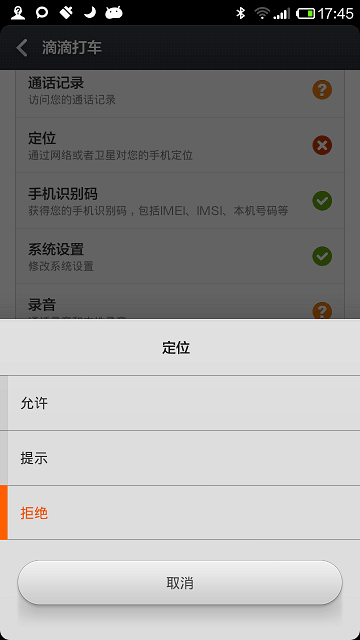 17:45
滴滴打车
通话记录
访问您的通话记录
定位
通过网络或者卫星对您的手机定位
手机识别码
获得您的手机识别码，包括IMEI、IMSI、本机号码等
系统设置
修改系统设置
录音
定位
允许
提示
拒绝
取消